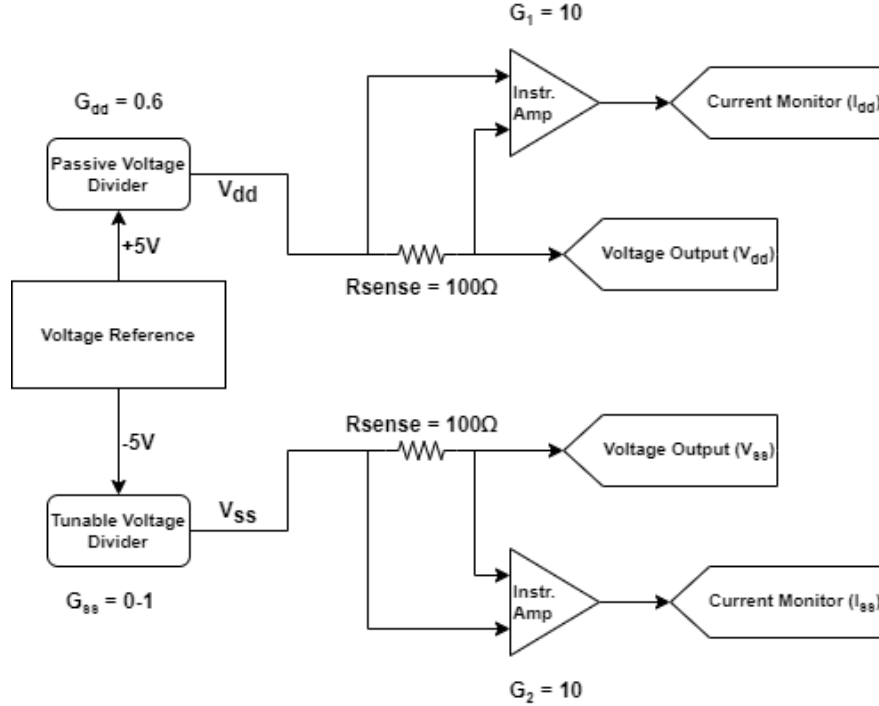 G₁ = 10
Instr.
Amp
Current Monitor (I_dd)
G_dd = 0.6
Passive Voltage
Divider
V_dd
+5V
Voltage Output (V_dd)
Rsense = 100Ω
Voltage Reference
-5V
Rsense = 100Ω
Voltage Output (V_ss)
Tunable Voltage
Divider
V_ss
Instr.
Amp
Current Monitor (I_ss)
G_ss = 0-1
G₂ = 10